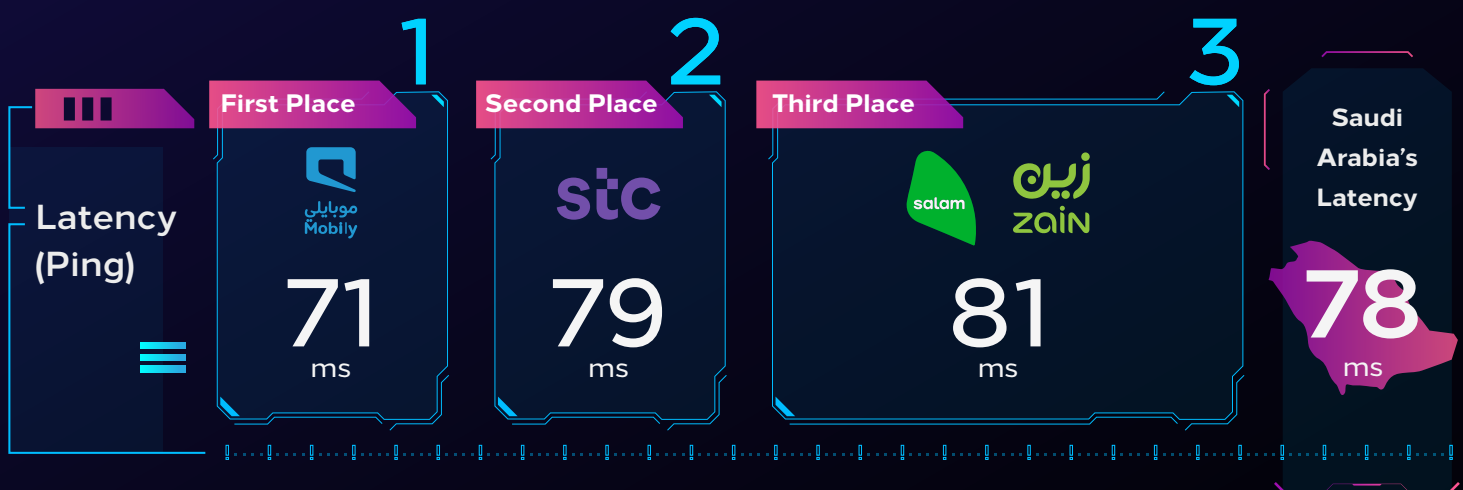 Latency
(Ping)
1
First Place
موبايلي
Mobily
71
ms
2
Second Place
stc
79
ms
3
Third Place
salam
زين
zain
81
ms
Saudi
Arabia’s
Latency
78
ms